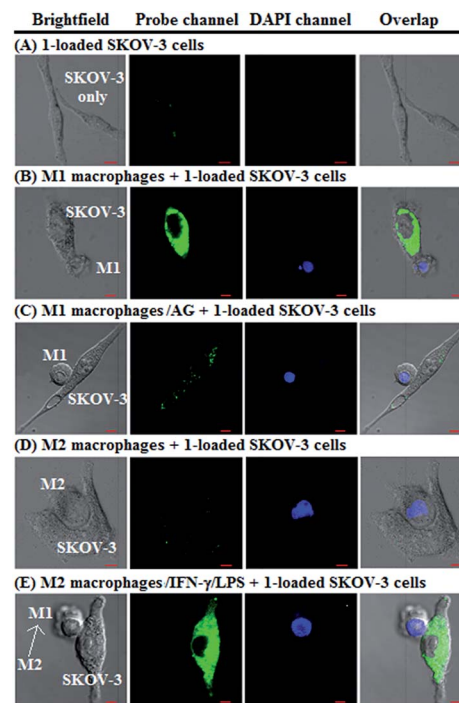 Brightfield Probe channel DAPI channel Overlap
(A) 1-loaded SKOV-3 cells
SKOV-3
only
(B) M1 macrophages + 1-loaded SKOV-3 cells
SKOV-3
M1
(C) M1 macrophages/AG + 1-loaded SKOV-3 cells
M1
SKOV-3
(D) M2 macrophages + 1-loaded SKOV-3 cells
M2
SKOV-3
(E) M2 macrophages/IFN-γ/LPS + 1-loaded SKOV-3 cells
M1
M2
SKOV-3